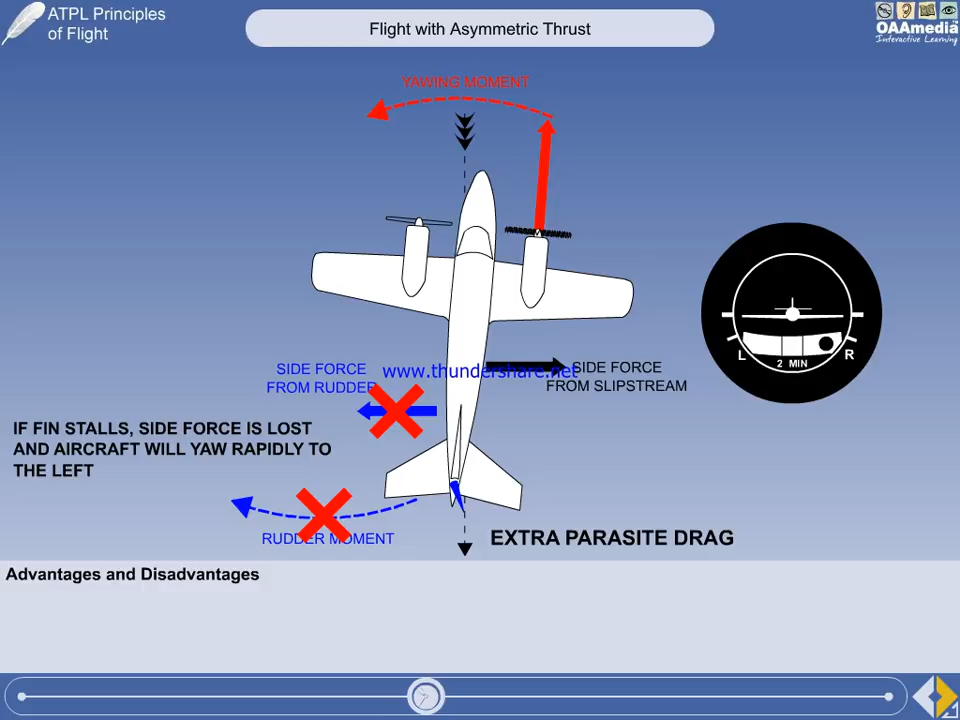 ATPL Principles
of Flight
Flight with Asymmetric Thrust
OAAmedia
Interactive Learning
YAWING MOMENT
L
R
2 MIN
SIDE FORCE
FROM RUDDER
www.thundershare.net
SIDE FORCE
FROM SLIPSTREAM
IF FIN STALLS, SIDE FORCE IS LOST
AND AIRCRAFT WILL YAW RAPIDLY TO
THE LEFT
RUDDER MOMENT
EXTRA PARASITE DRAG
Advantages and Disadvantages